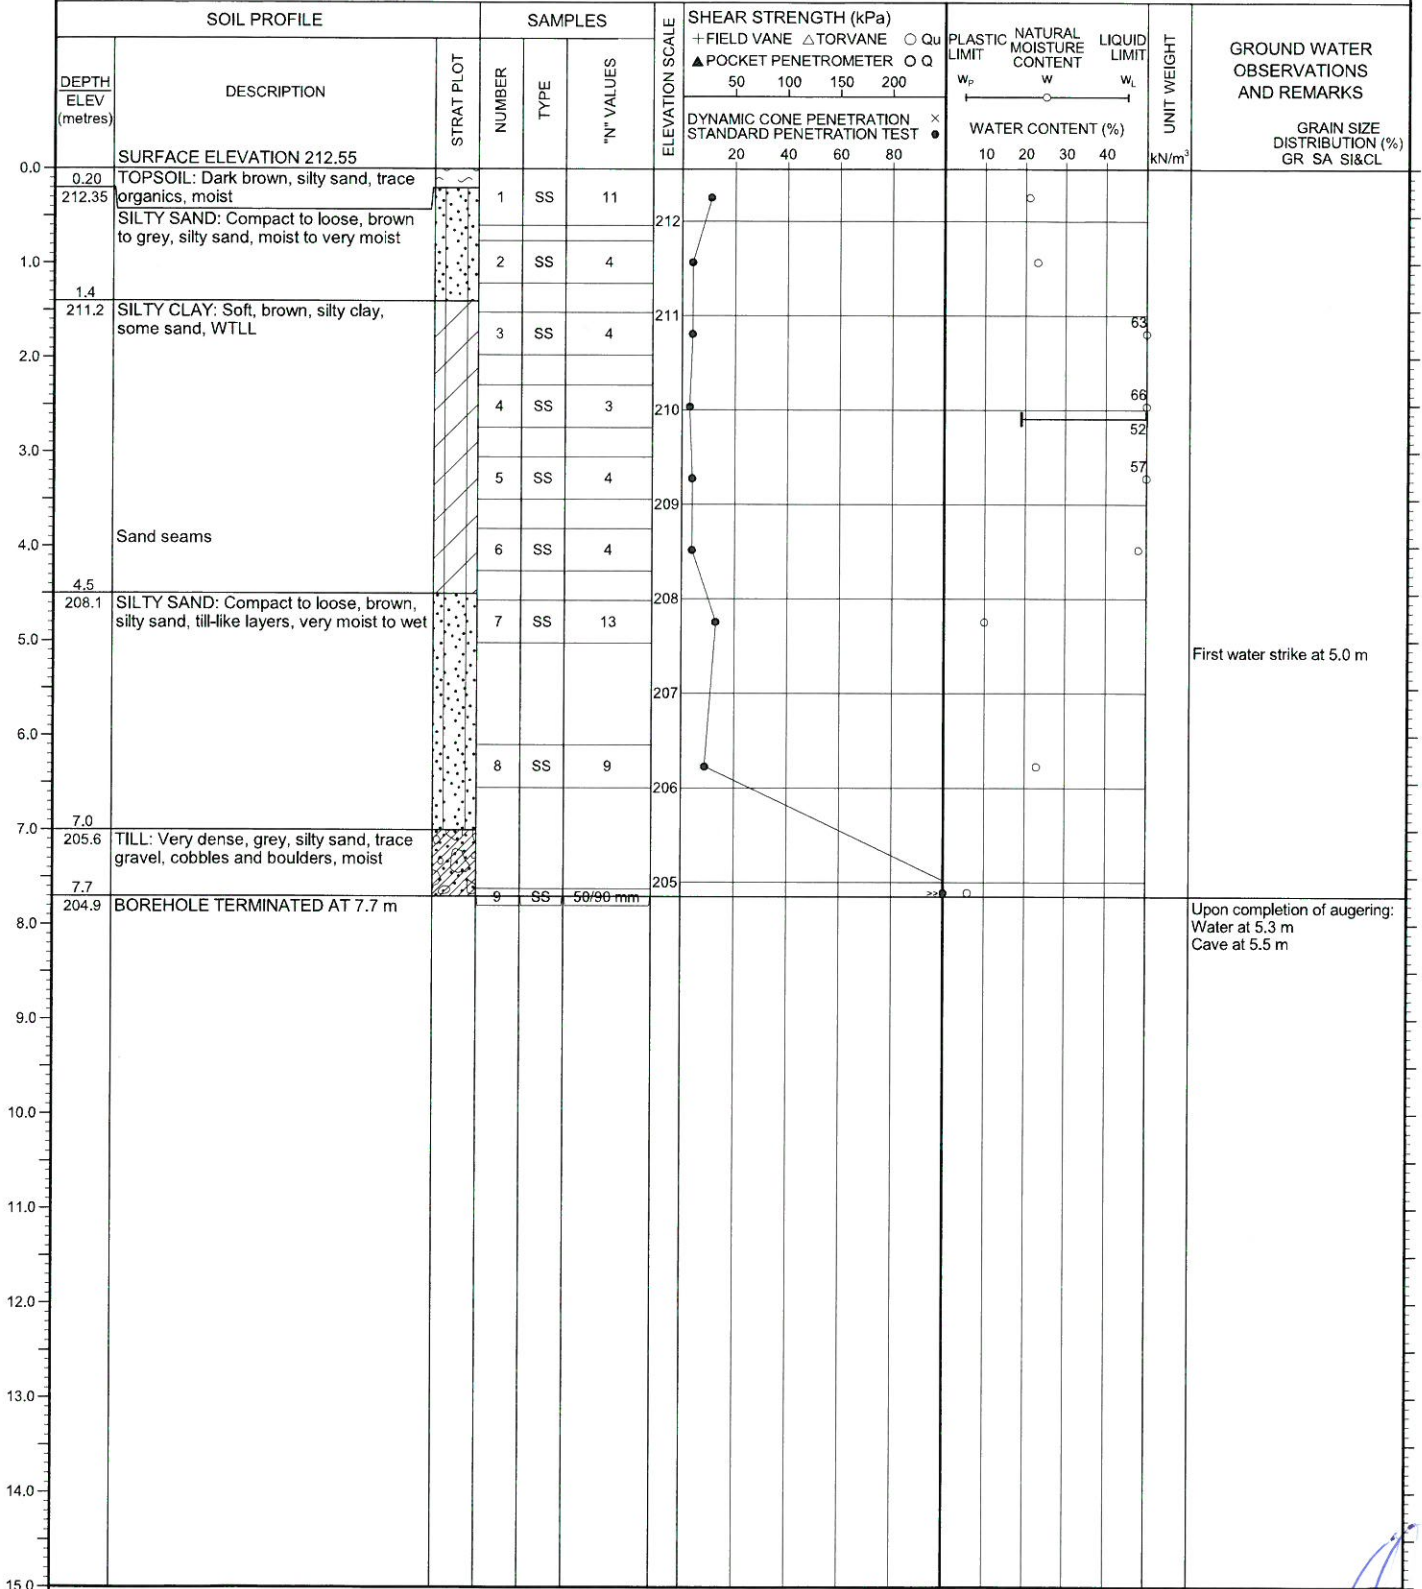 SOIL PROFILE
SAMPLES
ELEVATION SCALE
SHEAR STRENGTH (kPa)
+ FIELD VANE △ TORVANE ○ Qu
▲ POCKET PENETROMETER O Q
50 100 150 200
DYNAMIC CONE PENETRATION ×
STANDARD PENETRATION TEST ●
20 40 60 80
PLASTIC LIMIT
NATURAL MOISTURE CONTENT
LIQUID LIMIT
W_P W W_L
WATER CONTENT (%)
10 20 30 40
UNIT WEIGHT
kN/m³
GROUND WATER
OBSERVATIONS
AND REMARKS
GRAIN SIZE
DISTRIBUTION (%)
GR SA SI&CL
DEPTH
ELEV
(metres)
DESCRIPTION
STRAT PLOT
NUMBER
TYPE
"N" VALUES
SURFACE ELEVATION 212.55
0.0
0.20 TOPSOIL: Dark brown, silty sand, trace
212.35 organics, moist
1 SS 11
SILTY SAND: Compact to loose, brown
to grey, silty sand, moist to very moist
212
1.0
2 SS 4
1.4
211.2 SILTY CLAY: Soft, brown, silty clay,
some sand, WTLL
211
3 SS 4
63
2.0
4 SS 3
210
66
52
3.0
5 SS 4
57
209
Sand seams
4.0
6 SS 4
4.5
208.1 SILTY SAND: Compact to loose, brown,
silty sand, till-like layers, very moist to wet
208
7 SS 13
5.0
First water strike at 5.0 m
207
6.0
8 SS 9
206
7.0
7.0
205.6 TILL: Very dense, grey, silty sand, trace
gravel, cobbles and boulders, moist
205
7.7
9 SS 50/90 mm
>>
204.9 BOREHOLE TERMINATED AT 7.7 m
Upon completion of augering:
Water at 5.3 m
Cave at 5.5 m
8.0
9.0
10.0
11.0
12.0
13.0
14.0
15.0